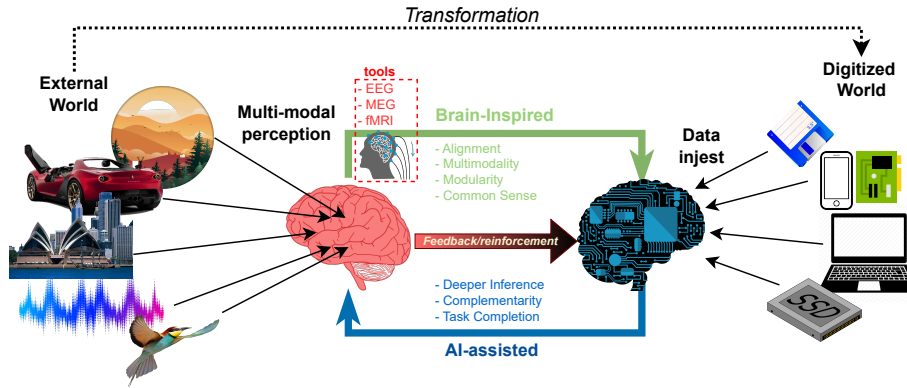 Transformation
External
World
Multi-modal
perception
tools
- EEG
- MEG
- fMRI
Brain-Inspired
- Alignment
- Multimodality
- Modularity
- Common Sense
Feedback/reinforcement
- Deeper Inference
- Complementarity
- Task Completion
AI-assisted
Data
injest
Digitized
World
SSD